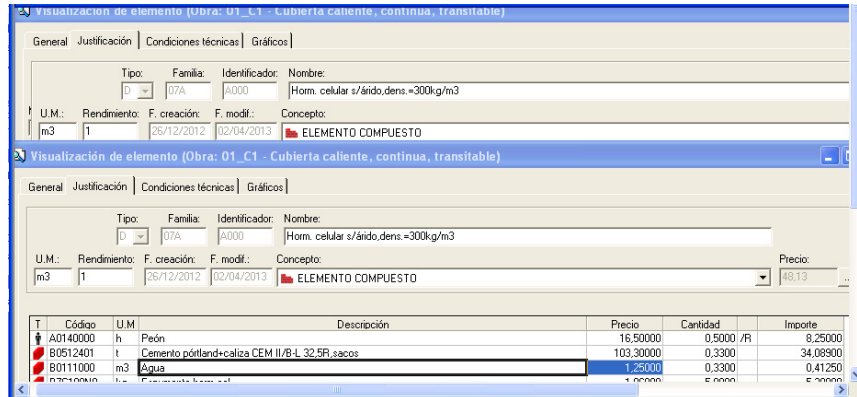 Visualización de elemento (Obra: 01_C1 - Cubierta caliente, continua, transitable)
General Justificación Condiciones técnicas Gráficos
Tipo: Familia: Identificador: Nombre:
D 07A A000 Horm. celular s/árido,dens.=300kg/m3
U.M.: Rendimiento: F. creación: F. modif.: Concepto:
m3 1 26/12/2012 02/04/2013 ELEMENTO COMPUESTO
Visualización de elemento (Obra: 01_C1 - Cubierta caliente, continua, transitable)
General Justificación Condiciones técnicas Gráficos
Tipo: Familia: Identificador: Nombre:
D 07A A000 Horm. celular s/árido,dens.=300kg/m3
U.M.: Rendimiento: F. creación: F. modif.: Concepto: Precio:
m3 1 26/12/2012 02/04/2013 ELEMENTO COMPUESTO 48,13 ...
T Código U.M Descripción Precio Cantidad Importe
A0140000 h Peón 16,50000 0,5000 /R 8,25000
B0512401 t Cemento pórtland+caliza CEM II/B-L 32,5R,sacos 103,30000 0,3300 34,08900
B0111000 m3 Agua 1,25000 0,3300 0,41250